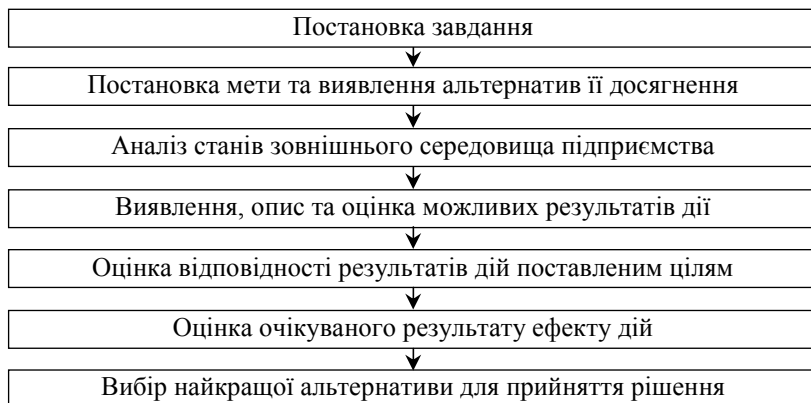 Постановка завдання
Постановка мети та виявлення альтернатив її досягнення
Аналіз станів зовнішнього середовища підприємства
Виявлення, опис та оцінка можливих результатів дії
Оцінка відповідності результатів дій поставленим цілям
Оцінка очікуваного результату ефекту дій
Вибір найкращої альтернативи для прийняття рішення